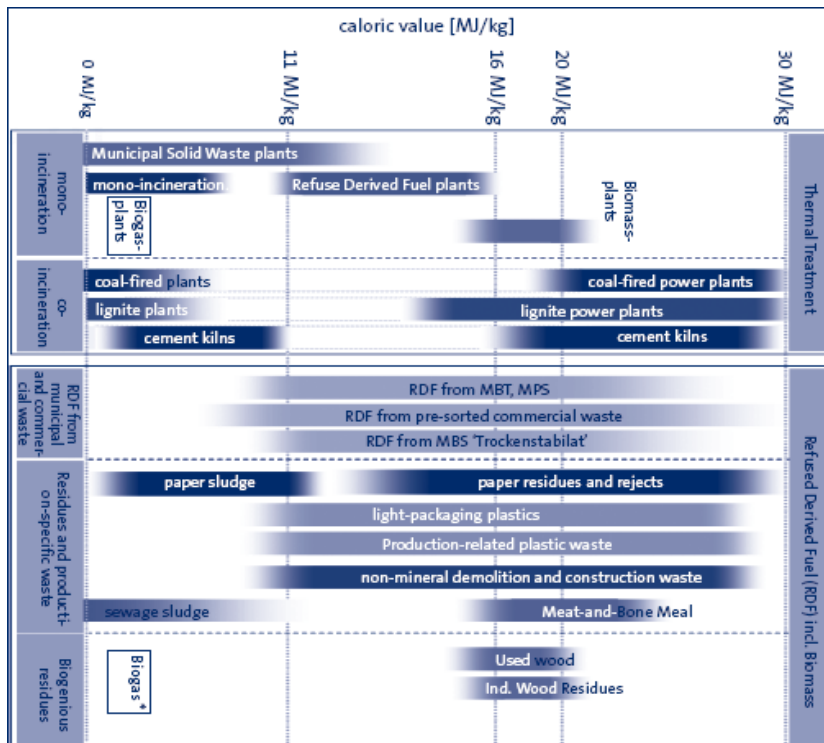 caloric value [MJ/kg]
0 MJ/kg
11 MJ/kg
16 MJ/kg
20 MJ/kg
30 MJ/kg
mono-
incineration
Municipal Solid Waste plants
mono-incineration
Refuse Derived Fuel plants
Biogas-
plants
Biomass-
plants
Thermal Treatment
co-
incineration
coal-fired plants
coal-fired power plants
lignite plants
lignite power plants
cement kilns
cement kilns
RDF from
municipal
and commer-
cial waste
RDF from MBT, MPS
RDF from pre-sorted commercial waste
RDF from MBS 'Trockenstabilat'
Refused Derived Fuel (RDF) incl. Biomass
Residues and producti-
on-specific waste
paper sludge
paper residues and rejects
light-packaging plastics
Production-related plastic waste
non-mineral demolition and construction waste
sewage sludge
Meat-and-Bone Meal
Biogenious
residues
Biogas *
Used wood
Ind. Wood Residues